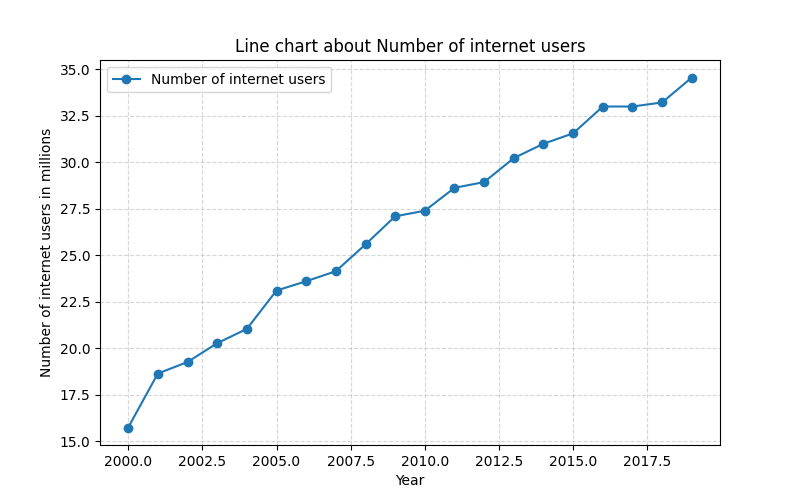 Line chart about Number of internet users
Number of internet users
Number of internet users in millions
35.0
32.5
30.0
27.5
25.0
22.5
20.0
17.5
15.0
2000.0 2002.5 2005.0 2007.5 2010.0 2012.5 2015.0 2017.5
Year